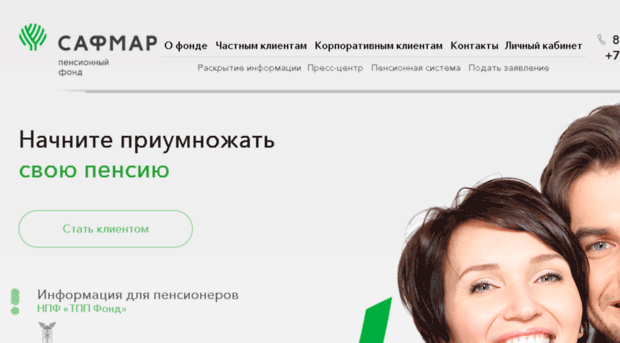 САФМАР
пенсионный
фонд
О фонде Частным клиентам Корпоративным клиентам Контакты Личный кабинет
8
+7
Раскрытие информации Пресс-центр Пенсионная система Подать заявление
Начните приумножать
свою пенсию
Стать клиентом
Информация для пенсионеров
НПФ «ТПП Фонд»